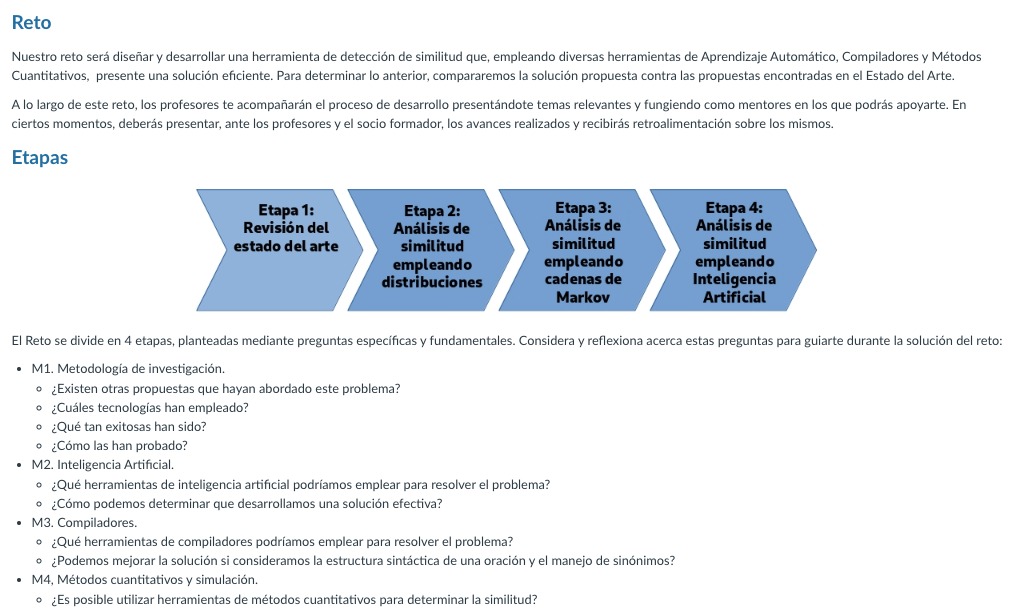 Reto
Nuestro reto será diseñar y desarrollar una herramienta de detección de similitud que, empleando diversas herramientas de Aprendizaje Automático, Compiladores y Métodos
Cuantitativos, presente una solución eficiente. Para determinar lo anterior, compararemos la solución propuesta contra las propuestas encontradas en el Estado del Arte.
A lo largo de este reto, los profesores te acompañarán el proceso de desarrollo presentándote temas relevantes y fungiendo como mentores en los que podrás apoyarte. En
ciertos momentos, deberás presentar, ante los profesores y el socio formador, los avances realizados y recibirás retroalimentación sobre los mismos.
Etapas
Etapa 1:
Revisión del
estado del arte
Etapa 2:
Análisis de
similitud
empleando
distribuciones
Etapa 3:
Análisis de
similitud
empleando
cadenas de
Markov
Etapa 4:
Análisis de
similitud
empleando
Inteligencia
Artificial
El Reto se divide en 4 etapas, planteadas mediante preguntas específicas y fundamentales. Considera y reflexiona acerca estas preguntas para guiarte durante la solución del reto:
• M1. Metodología de investigación.
◦ ¿Existen otras propuestas que hayan abordado este problema?
◦ ¿Cuáles tecnologías han empleado?
◦ ¿Qué tan exitosas han sido?
◦ ¿Cómo las han probado?
• M2. Inteligencia Artificial.
◦ ¿Qué herramientas de inteligencia artificial podríamos emplear para resolver el problema?
◦ ¿Cómo podemos determinar que desarrollamos una solución efectiva?
• M3. Compiladores.
◦ ¿Qué herramientas de compiladores podríamos emplear para resolver el problema?
◦ ¿Podemos mejorar la solución si consideramos la estructura sintáctica de una oración y el manejo de sinónimos?
• M4, Métodos cuantitativos y simulación.
◦ ¿Es posible utilizar herramientas de métodos cuantitativos para determinar la similitud?